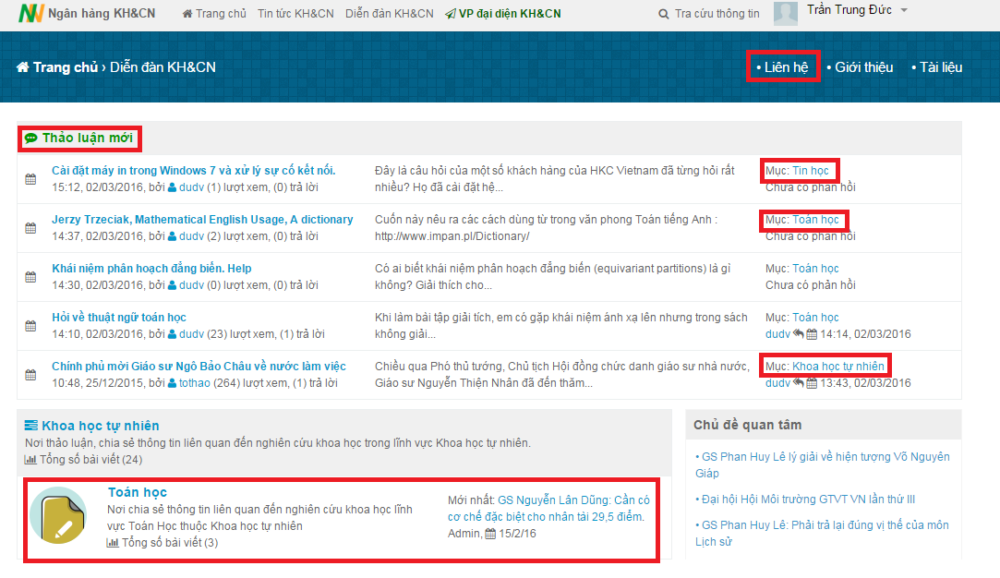 Ngân hàng KH&CN Trang chủ Tin tức KH&CN Diễn đàn KH&CN VP đại diện KH&CN Tra cứu thông tin Trần Trung Đức
Trang chủ › Diễn đàn KH&CN • Liên hệ • Giới thiệu • Tài liệu
Thảo luận mới
Cài đặt máy in trong Windows 7 và xử lý sự cố kết nối.
15:12, 02/03/2016, bởi dudv (1) lượt xem, (0) trả lời
Đây là câu hỏi của một số khách hàng của HKC Vietnam đã từng hỏi rất
nhiều? Họ đã cài đặt hệ...
Mục: Tin học
Chưa có phản hồi
Jerzy Trzeciak, Mathematical English Usage, A dictionary
14:37, 02/03/2016, bởi dudv (2) lượt xem, (0) trả lời
Cuốn này nêu ra các cách dùng từ trong văn phong Toán tiếng Anh :
http://www.impan.pl/Dictionary/
Mục: Toán học
Chưa có phản hồi
Khái niệm phân hoạch đẳng biến. Help
14:30, 02/03/2016, bởi dudv (0) lượt xem, (0) trả lời
Có ai biết khái niệm phân hoạch đẳng biến (equivariant partitions) là gì
không? Giải thích cho...
Mục: Toán học
Chưa có phản hồi
Hỏi về thuật ngữ toán học
14:10, 02/03/2016, bởi dudv (23) lượt xem, (1) trả lời
Khi làm bài tập giải tích, em có gặp khái niệm ánh xạ lên nhưng trong sách
không giải...
Mục: Toán học
dudv 14:14, 02/03/2016
Chính phủ mời Giáo sư Ngô Bảo Châu về nước làm việc
10:48, 25/12/2015, bởi tothao (264) lượt xem, (1) trả lời
Chiều qua Phó thủ tướng, Chủ tịch Hội đồng chức danh giáo sư nhà nước,
Giáo sư Nguyễn Thiện Nhân đã đến thăm...
Mục: Khoa học tự nhiên
dudv 13:43, 02/03/2016
Khoa học tự nhiên
Nơi thảo luận, chia sẻ thông tin liên quan đến nghiên cứu khoa học trong lĩnh vực Khoa học tự nhiên.
Tổng số bài viết (24)
Toán học
Nơi chia sẻ thông tin liên quan đến nghiên cứu khoa học lĩnh
vực Toán Học thuộc Khoa học tự nhiên
Tổng số bài viết (3)
Mới nhất: GS Nguyễn Lân Dũng: Cần có
cơ chế đặc biệt cho nhân tài 29,5 điểm.
Admin, 15/2/16
Chủ đề quan tâm
• GS Phan Huy Lê lý giải về hiện tượng Võ Nguyên
Giáp
• Đại hội Hội Môi trường GTVT VN lần thứ III
• GS Phan Huy Lê: Phải trả lại đúng vị thế của môn
Lịch sử